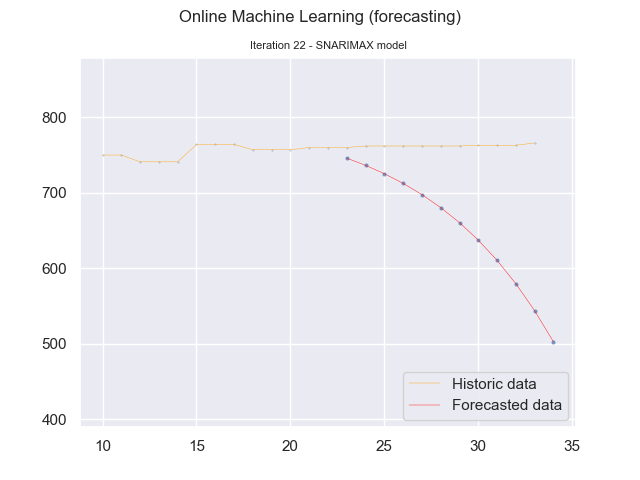 Online Machine Learning (forecasting)
Iteration 22 - SNARIMAX model
800
700
600
500
400
10 15 20 25 30 35
Historic data
Forecasted data